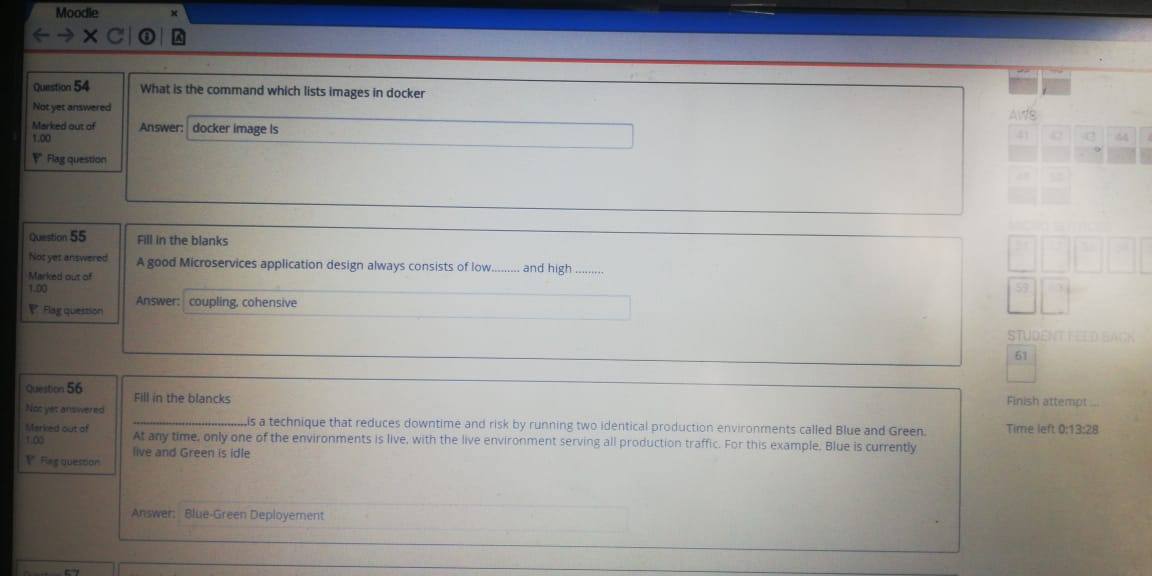 Moodle
Question 54
Not yet answered
Marked out of
1.00
Flag question
What is the command which lists images in docker
Answer: docker image ls
Question 55
Not yet answered
Marked out of
1.00
Flag question
Fill in the blanks
A good Microservices application design always consists of low......... and high .........
Answer: coupling, cohensive
Question 56
Not yet answered
Marked out of
1.00
Flag question
Fill in the blancks
...................................is a technique that reduces downtime and risk by running two identical production environments called Blue and Green.
At any time, only one of the environments is live, with the live environment serving all production traffic. For this example, Blue is currently
live and Green is idle
Answer: Blue-Green Deployement
Question 57
AWS
41 42 43 44
59
STUDENT FEED BACK
61
Finish attempt ...
Time left 0:13:28